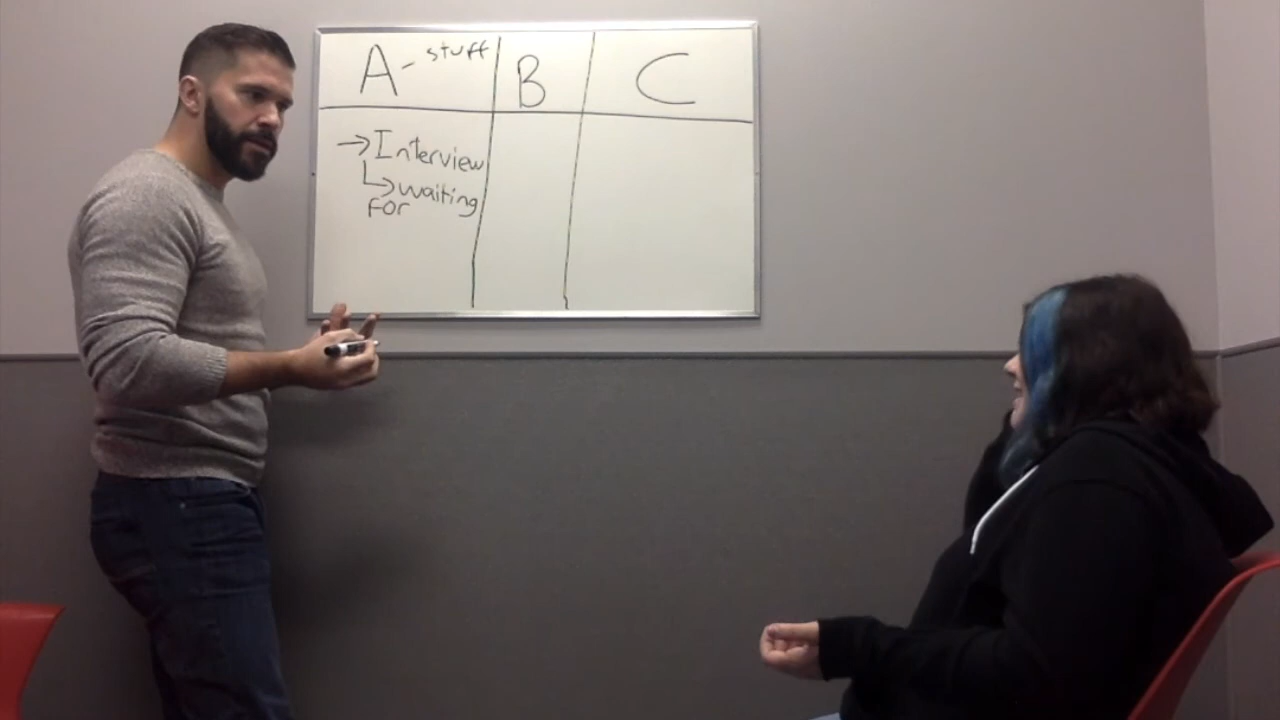 A - stuff
B
C
→ Interview
↳ waiting
for